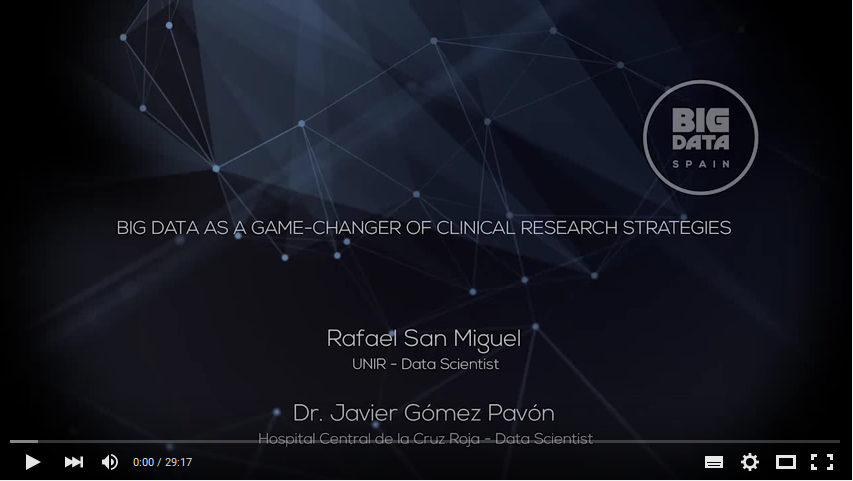 BIG
DATA
SPAIN
BIG DATA AS A GAME-CHANGER OF CLINICAL RESEARCH STRATEGIES
Rafael San Miguel
UNIR - Data Scientist
Dr. Javier Gómez Pavón
Hospital Central de la Cruz Roja - Data Scientist
0:00 / 29:17